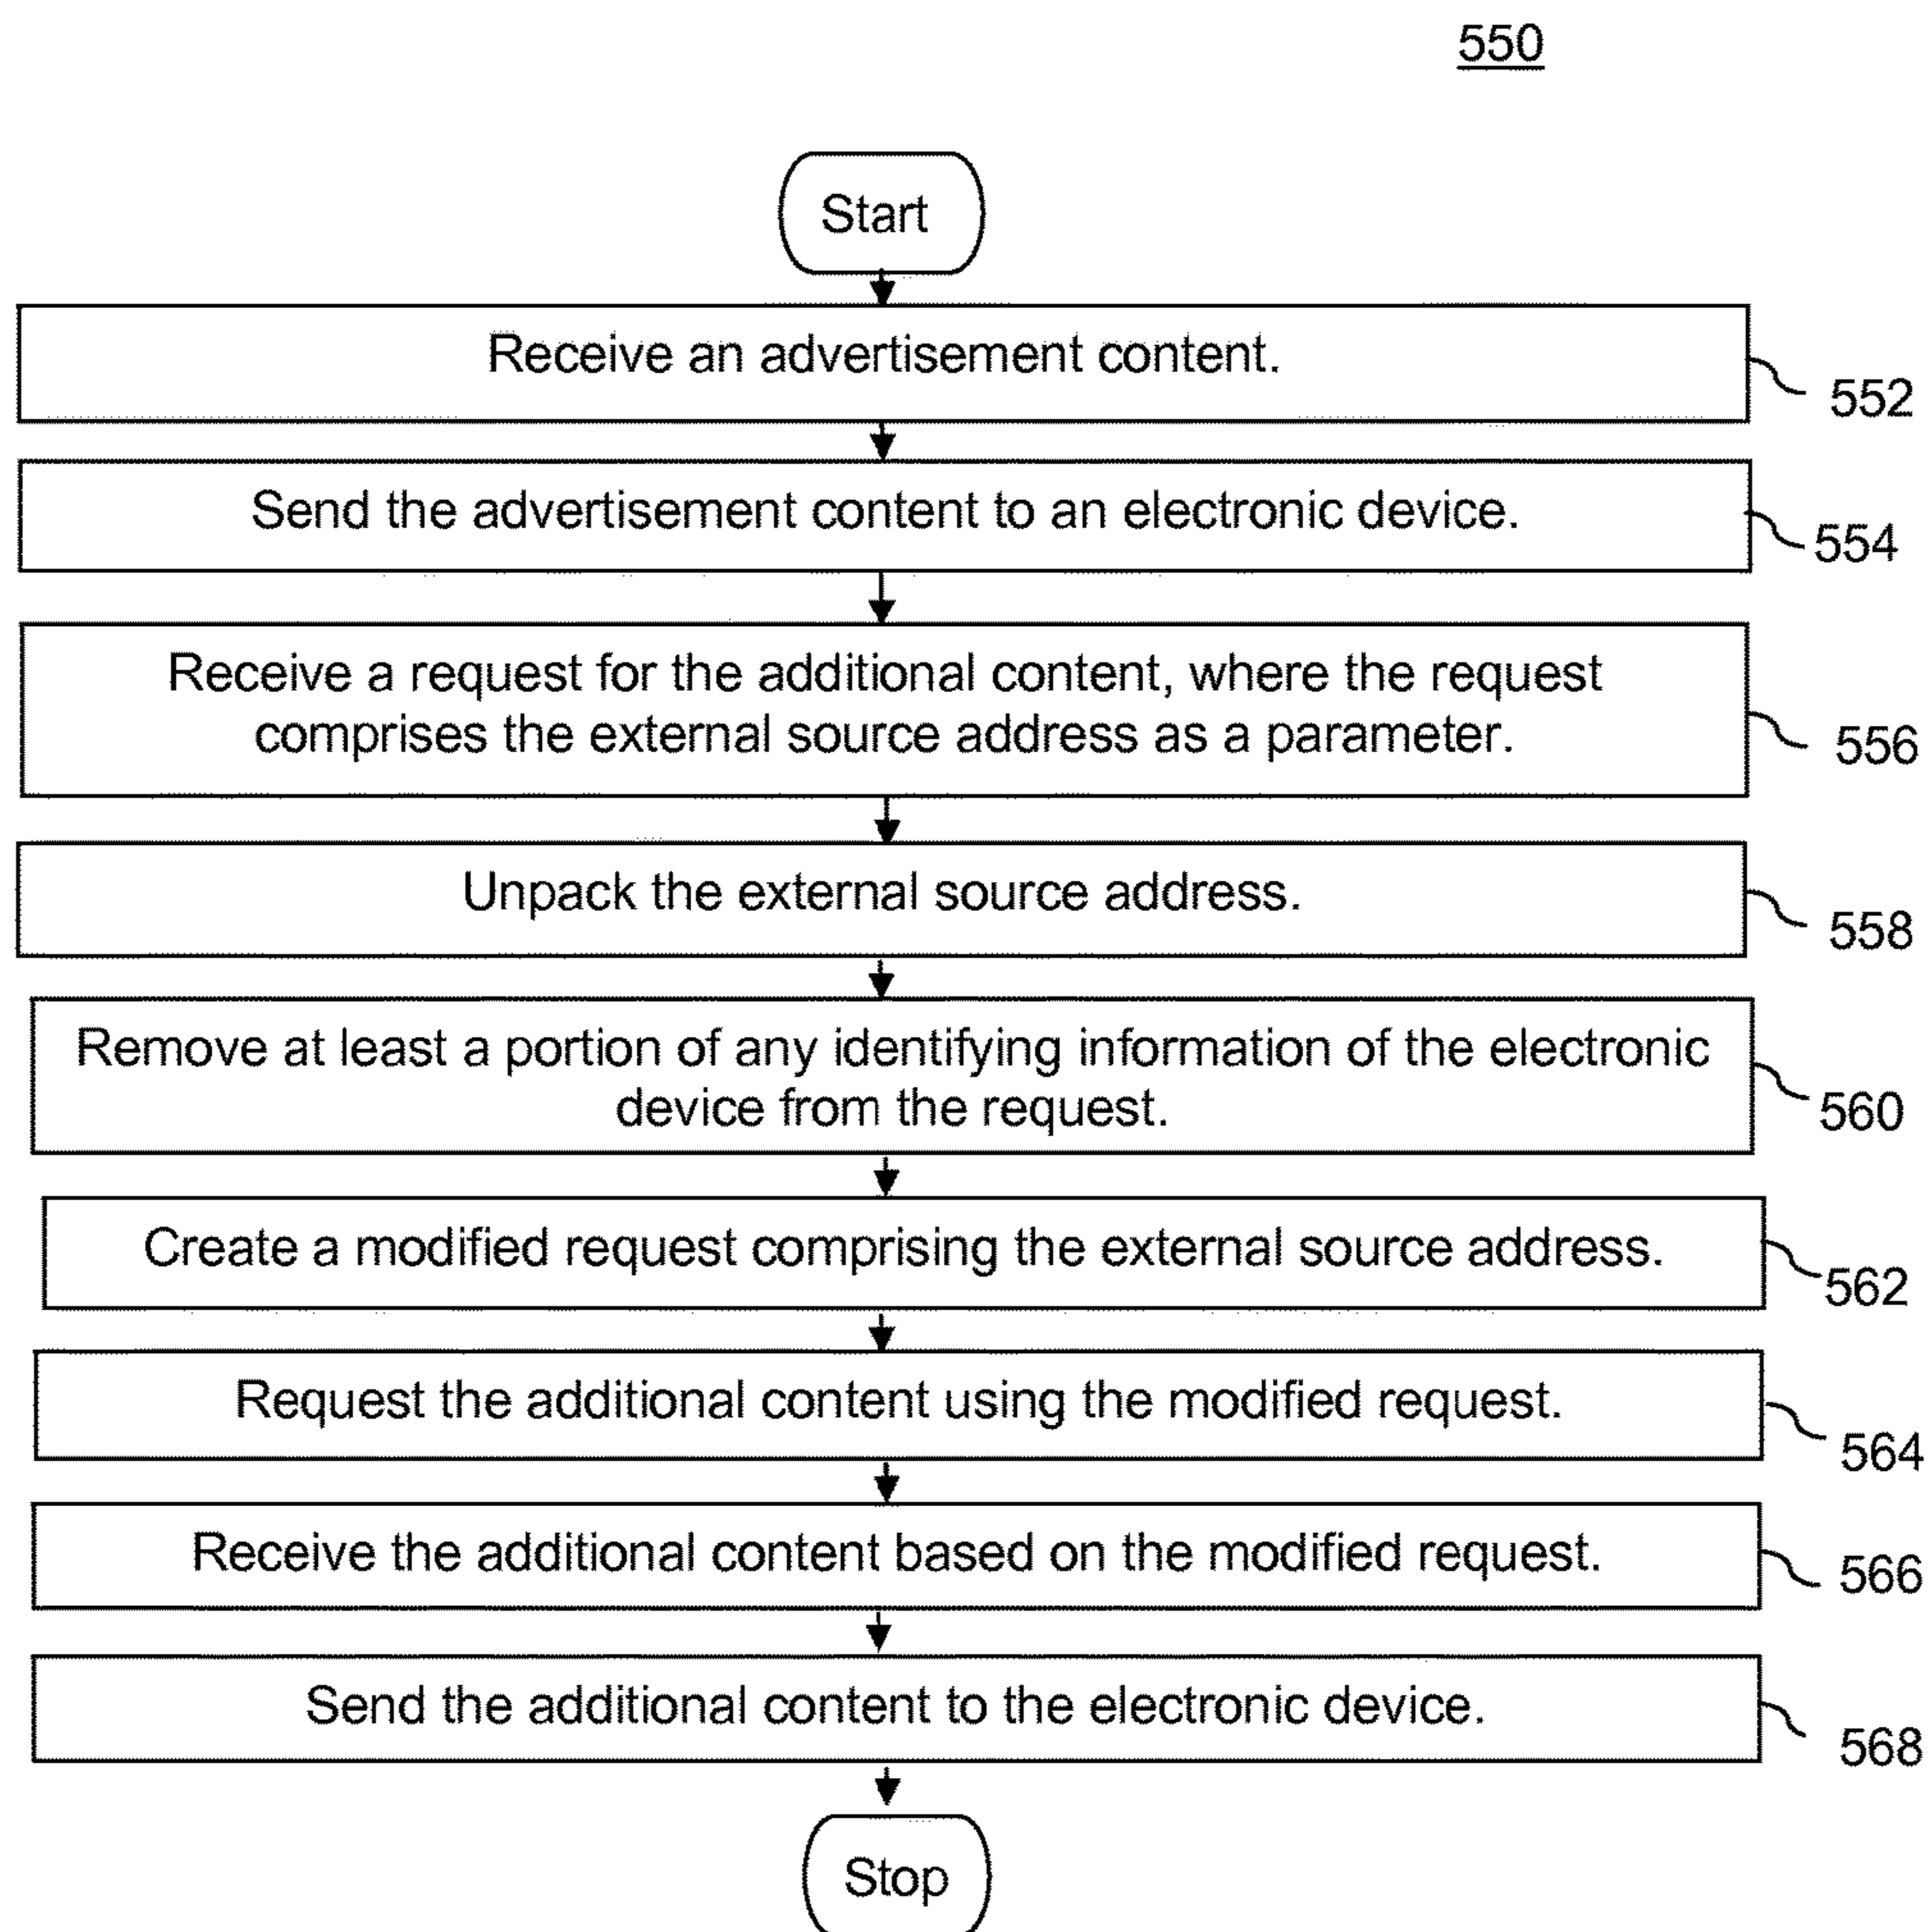 550
Start
Receive an advertisement content.
552
Send the advertisement content to an electronic device.
554
Receive a request for the additional content, where the request
comprises the external source address as a parameter.
556
Unpack the external source address.
558
Remove at least a portion of any identifying information of the electronic
device from the request.
560
Create a modified request comprising the external source address.
562
Request the additional content using the modified request.
564
Receive the additional content based on the modified request.
566
Send the additional content to the electronic device.
568
Stop